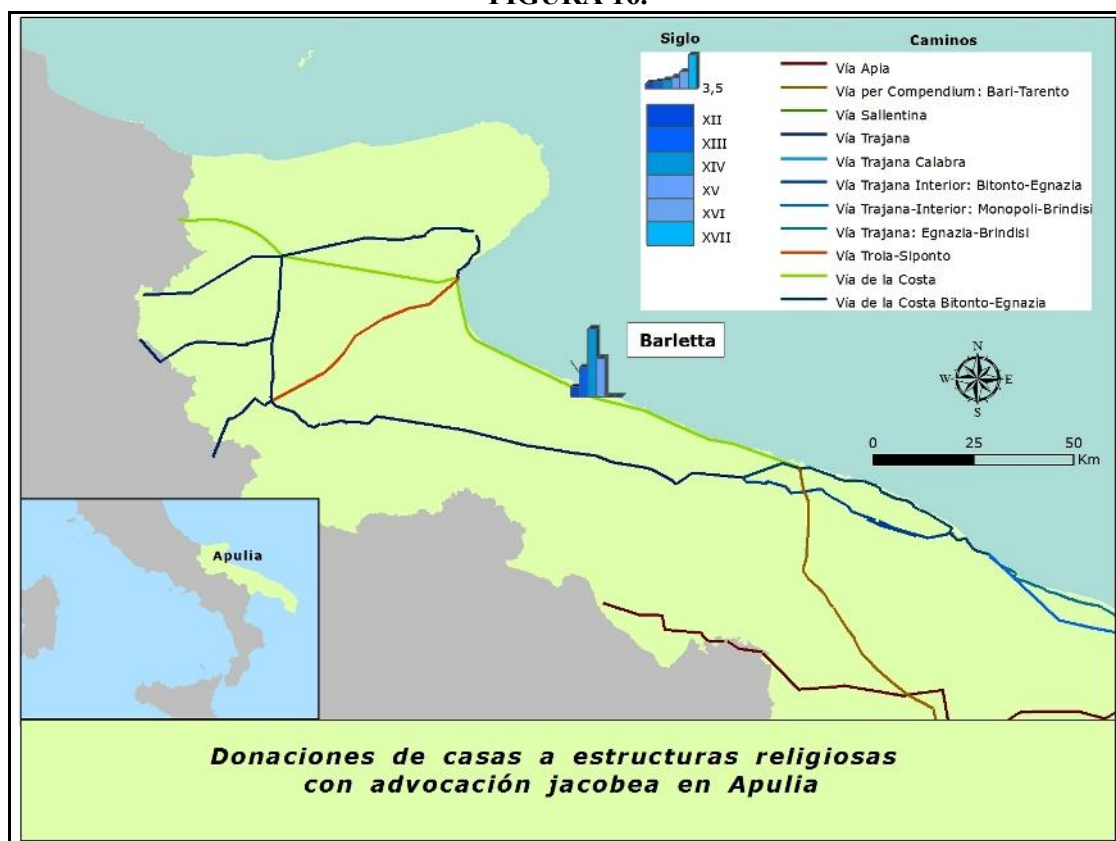 FIGURA 16.
Siglo
3,5
XII
XIII
XIV
XV
XVI
XVII
Caminos
Vía Apia
Vía per Compendium: Bari-Tarento
Vía Sallentina
Vía Trajana
Vía Trajana Calabra
Vía Trajana Interior: Bitonto-Egnazia
Vía Trajana-Interior: Monopoli-Brindisi
Vía Trajana: Egnazia-Brindisi
Vía Troia-Siponto
Vía de la Costa
Vía de la Costa Bitonto-Egnazia
Barletta
N
W
E
S
0 25 50
Km
Apulia
Donaciones de casas a estructuras religiosas
con advocación jacobea en Apulia